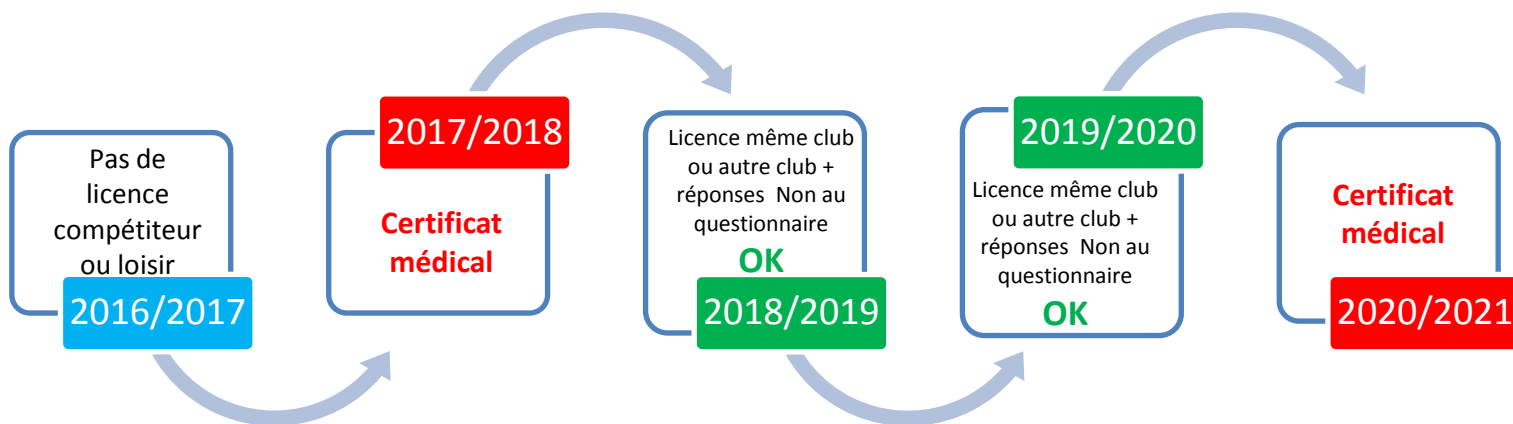 Pas de
licence
compétiteur
ou loisir
2016/2017
2017/2018
Certificat
médical
Licence même club
ou autre club +
réponses Non au
questionnaire
OK
2018/2019
2019/2020
Licence même club
ou autre club +
réponses Non au
questionnaire
OK
Certificat
médical
2020/2021